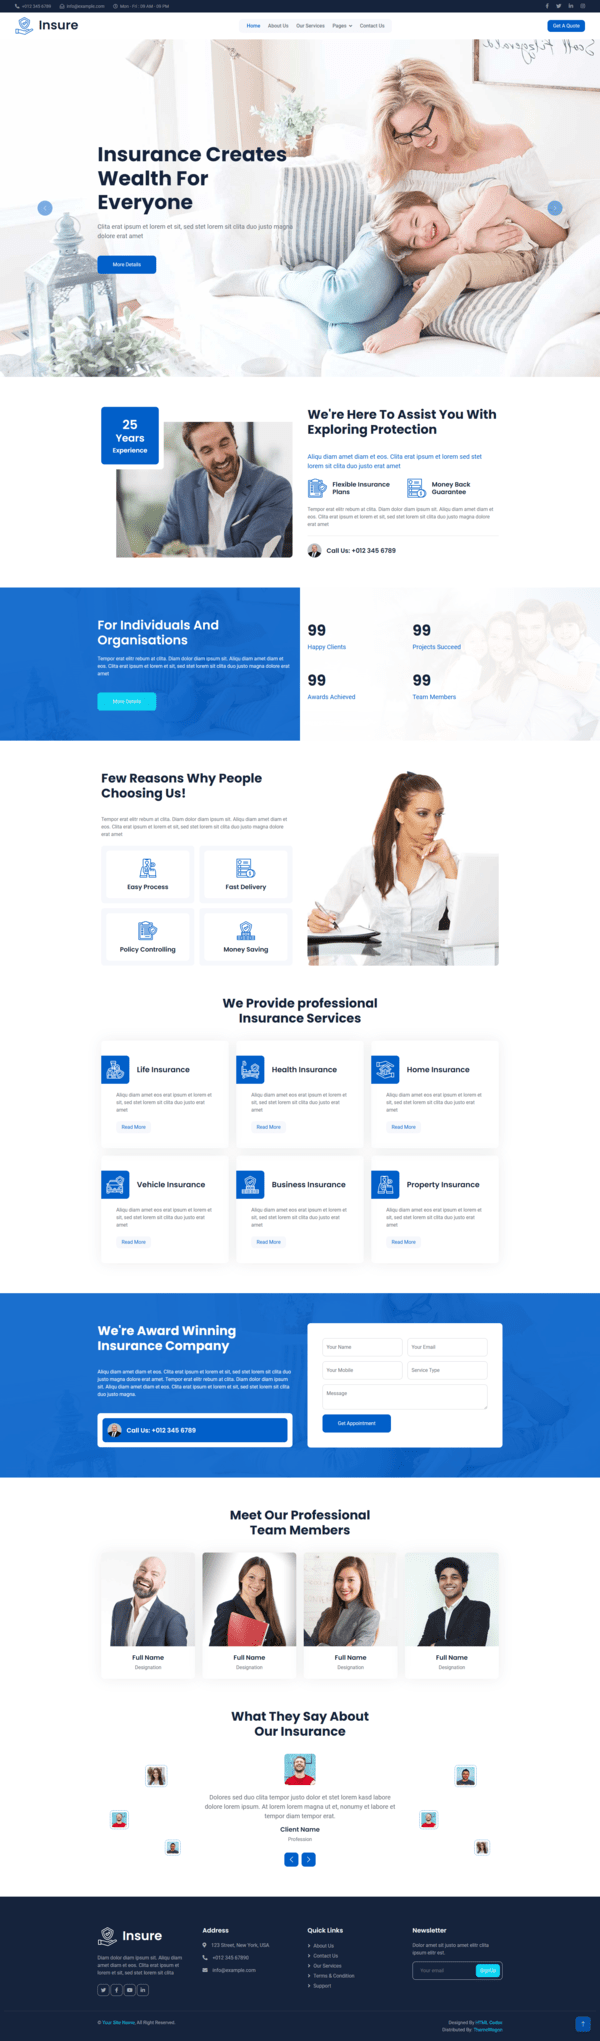 +012 345 6789 info@example.com Mon - Fri : 09 AM - 09 PM
Insure
Home About Us Our Services Pages Contact Us
Get A Quote
Scott Fitzgerald
Insurance Creates
Wealth For
Everyone
Clita erat ipsum et lorem et sit, sed stet lorem sit clita duo justo magna
dolore erat amet
More Details
25
Years
Experience
We're Here To Assist You With
Exploring Protection
Aliqu diam amet diam et eos. Clita erat ipsum et lorem sed stet
lorem sit clita duo justo erat amet
Flexible Insurance
Plans
Money Back
Guarantee
Tempor erat elitr rebum at clita. Diam dolor diam ipsum sit. Aliqu diam amet diam et
eos. Clita erat ipsum et lorem et sit, sed stet lorem sit clita duo justo magna dolore
erat amet
Call Us: +012 345 6789
For Individuals And
Organisations
Tempor erat elitr rebum at clita. Diam dolor diam ipsum sit. Aliqu diam amet diam et
eos. Clita erat ipsum et lorem et sit, sed stet lorem sit clita duo justo magna dolore erat
amet
More Details
99
Happy Clients
99
Projects Succeed
99
Awards Achieved
99
Team Members
Few Reasons Why People
Choosing Us!
Tempor erat elitr rebum at clita. Diam dolor diam ipsum sit. Aliqu diam amet diam et
eos. Clita erat ipsum et lorem et sit, sed stet lorem sit clita duo justo magna dolore
erat amet
Easy Process
Fast Delivery
Policy Controlling
Money Saving
We Provide professional
Insurance Services
Life Insurance
Aliqu diam amet eos erat ipsum et lorem et
sit, sed stet lorem sit clita duo justo erat
amet
Read More
Health Insurance
Aliqu diam amet eos erat ipsum et lorem et
sit, sed stet lorem sit clita duo justo erat
amet
Read More
Home Insurance
Aliqu diam amet eos erat ipsum et lorem et
sit, sed stet lorem sit clita duo justo erat
amet
Read More
Vehicle Insurance
Aliqu diam amet eos erat ipsum et lorem et
sit, sed stet lorem sit clita duo justo erat
amet
Read More
Business Insurance
Aliqu diam amet eos erat ipsum et lorem et
sit, sed stet lorem sit clita duo justo erat
amet
Read More
Property Insurance
Aliqu diam amet eos erat ipsum et lorem et
sit, sed stet lorem sit clita duo justo erat
amet
Read More
We're Award Winning
Insurance Company
Aliqu diam amet diam et eos. Clita erat ipsum et lorem et sit, sed stet lorem sit clita duo
justo magna dolore erat amet. Tempor erat elitr rebum at clita. Diam dolor diam ipsum
sit. Aliqu diam amet diam et eos. Clita erat ipsum et lorem et sit, sed stet lorem sit clita
duo justo magna.
Call Us: +012 345 6789
Your Name
Your Email
Your Mobile
Service Type
Message
Get Appointment
Meet Our Professional
Team Members
Full Name
Designation
Full Name
Designation
Full Name
Designation
Full Name
Designation
What They Say About
Our Insurance
Dolores sed duo clita tempor justo dolor et stet lorem kasd labore
dolore lorem ipsum. At lorem lorem magna ut et, nonumy et labore et
tempor diam tempor erat.
Client Name
Profession
Insure
Diam dolor diam ipsum sit. Aliqu diam
amet diam et eos. Clita erat ipsum et
lorem et sit, sed stet lorem sit clita
Address
123 Street, New York, USA
+012 345 67890
info@example.com
Quick Links
About Us
Contact Us
Our Services
Terms & Condition
Support
Newsletter
Dolor amet sit justo amet elitr clita
ipsum elitr est.
Your email
SignUp
© Your Site Name, All Right Reserved.
Designed By HTML Codex
Distributed By ThemeWagon